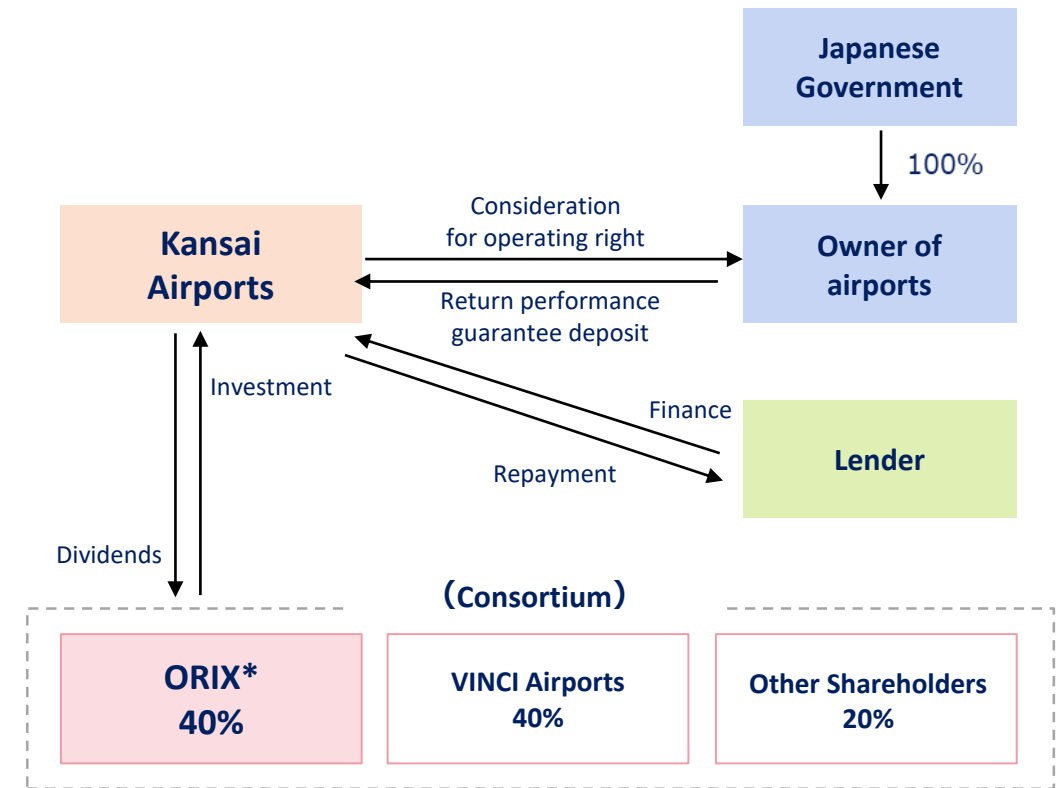 Japanese
Government
100%
Consideration
for operating right
Kansai
Airports
Owner of
airports
Return performance
guarantee deposit
Investment
Finance
Lender
Repayment
Dividends
（Consortium）
ORIX*
40%
VINCI Airports
40%
Other Shareholders
20%